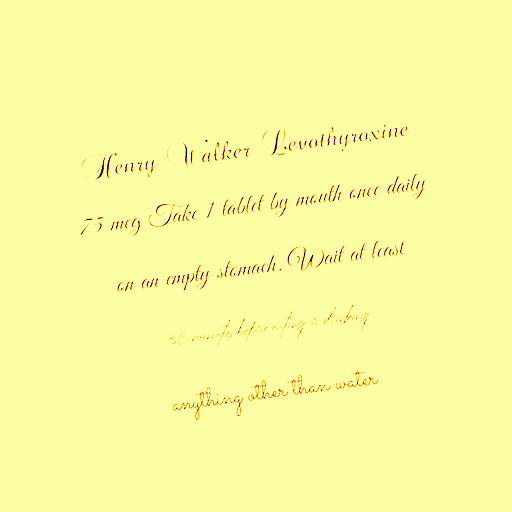 Henry Walker Levothyroxine
75 mcg Take 1 tablet by mouth once daily
on an empty stomach. Wait at least
minutes before eating or drinking
anything other than water